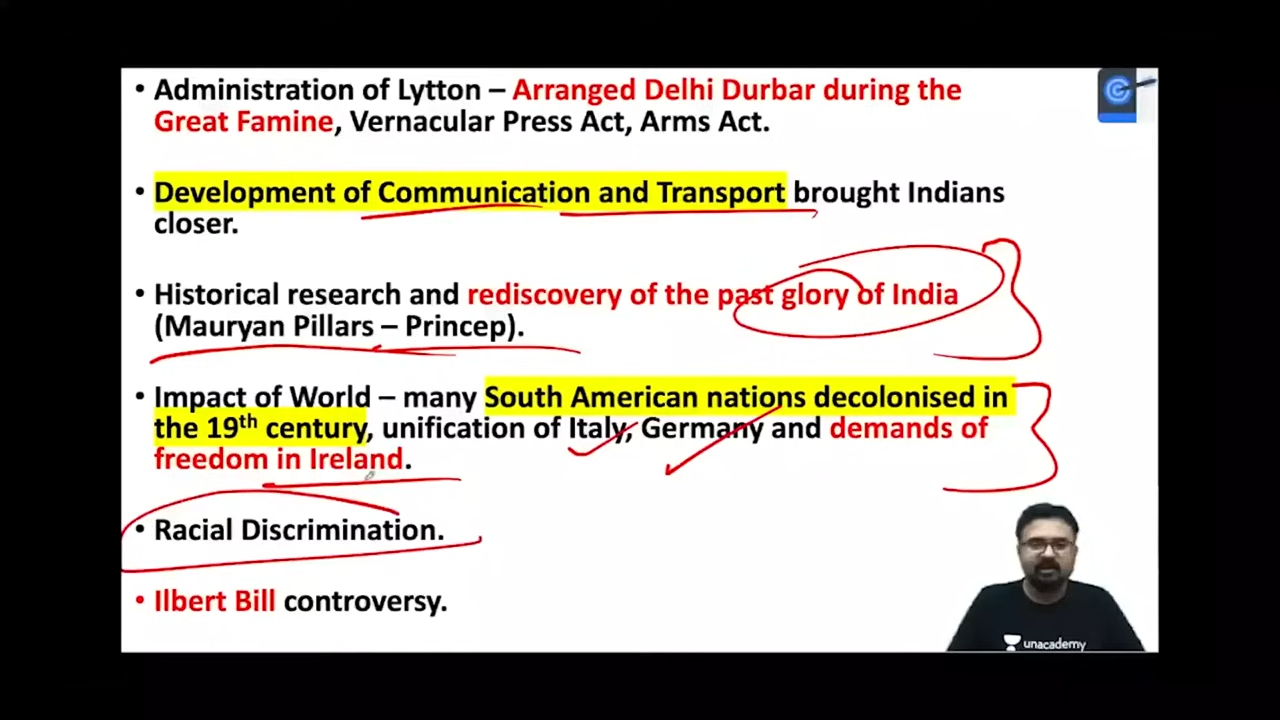 • Administration of Lytton – Arranged Delhi Durbar during the
Great Famine, Vernacular Press Act, Arms Act.
• Development of Communication and Transport brought Indians
closer.
• Historical research and rediscovery of the past glory of India
(Mauryan Pillars – Princep).
• Impact of World – many South American nations decolonised in
the 19th century, unification of Italy, Germany and demands of
freedom in Ireland.
• Racial Discrimination.
• Ilbert Bill controversy.
unacademy